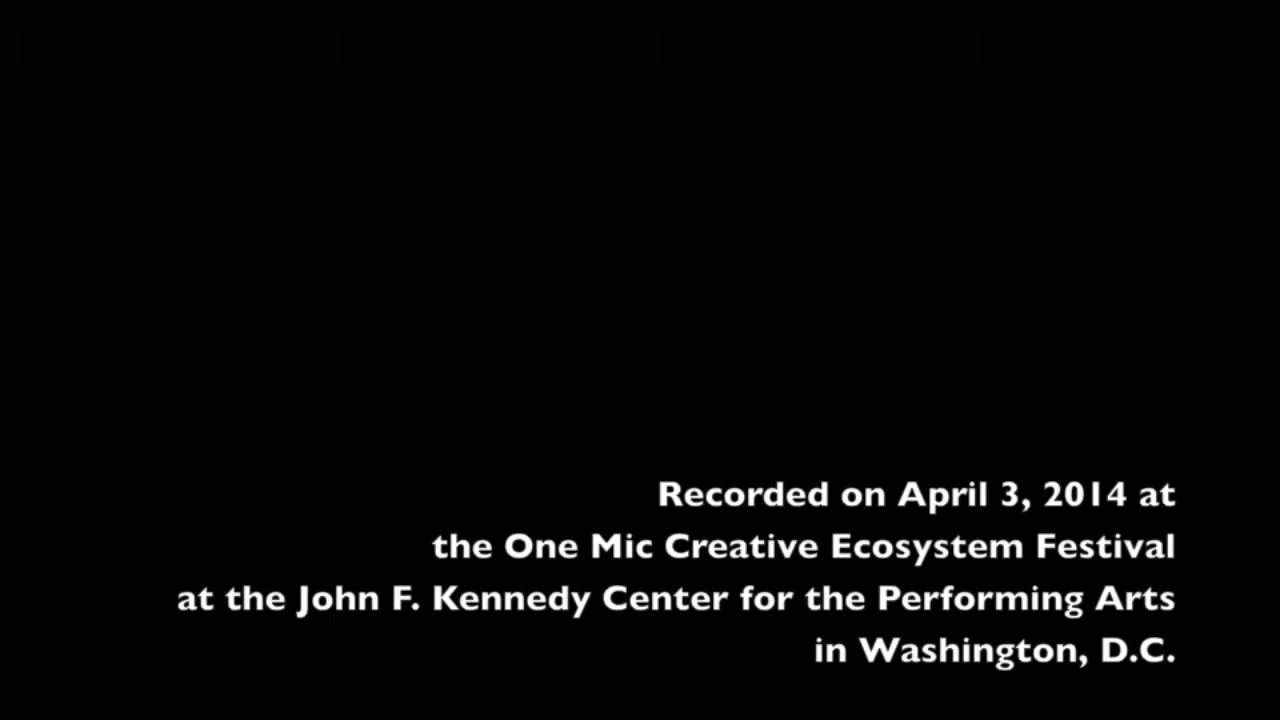 Recorded on April 3, 2014 at
the One Mic Creative Ecosystem Festival
at the John F. Kennedy Center for the Performing Arts
in Washington, D.C.